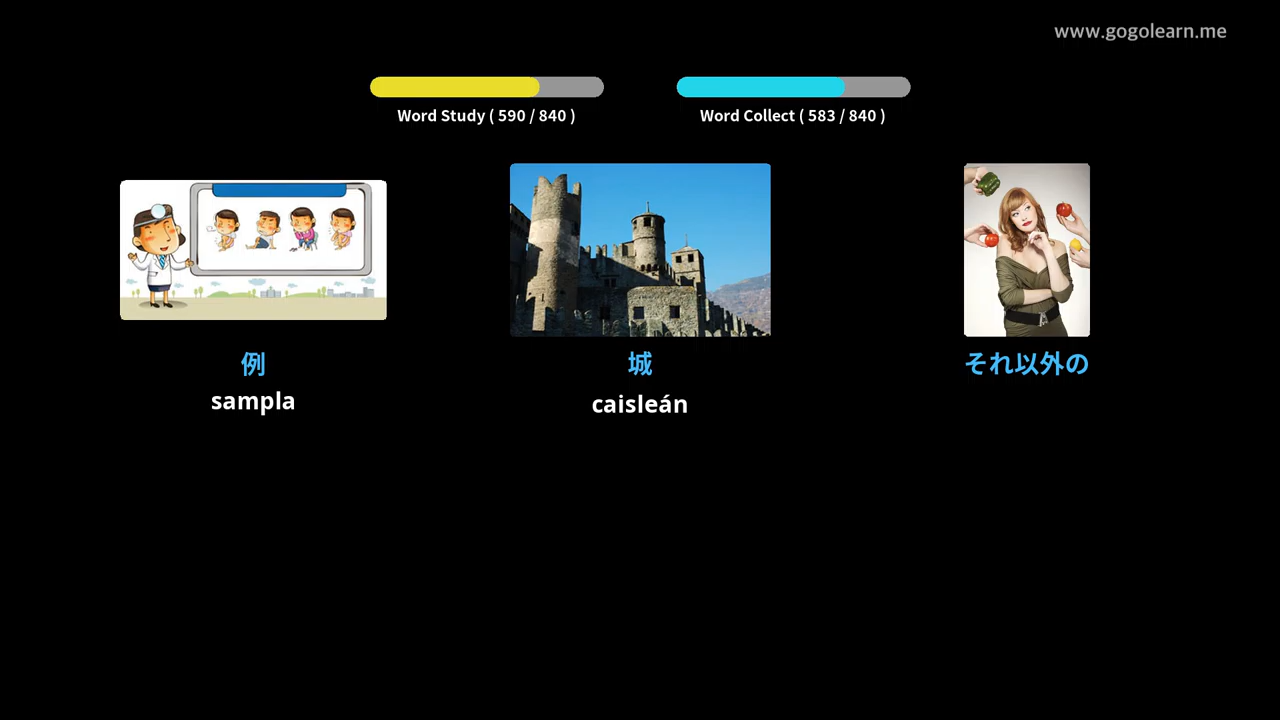 www.gogolearn.me
Word Study ( 590 / 840 )
Word Collect ( 583 / 840 )
例
sampla
城
caisleán
それ以外の